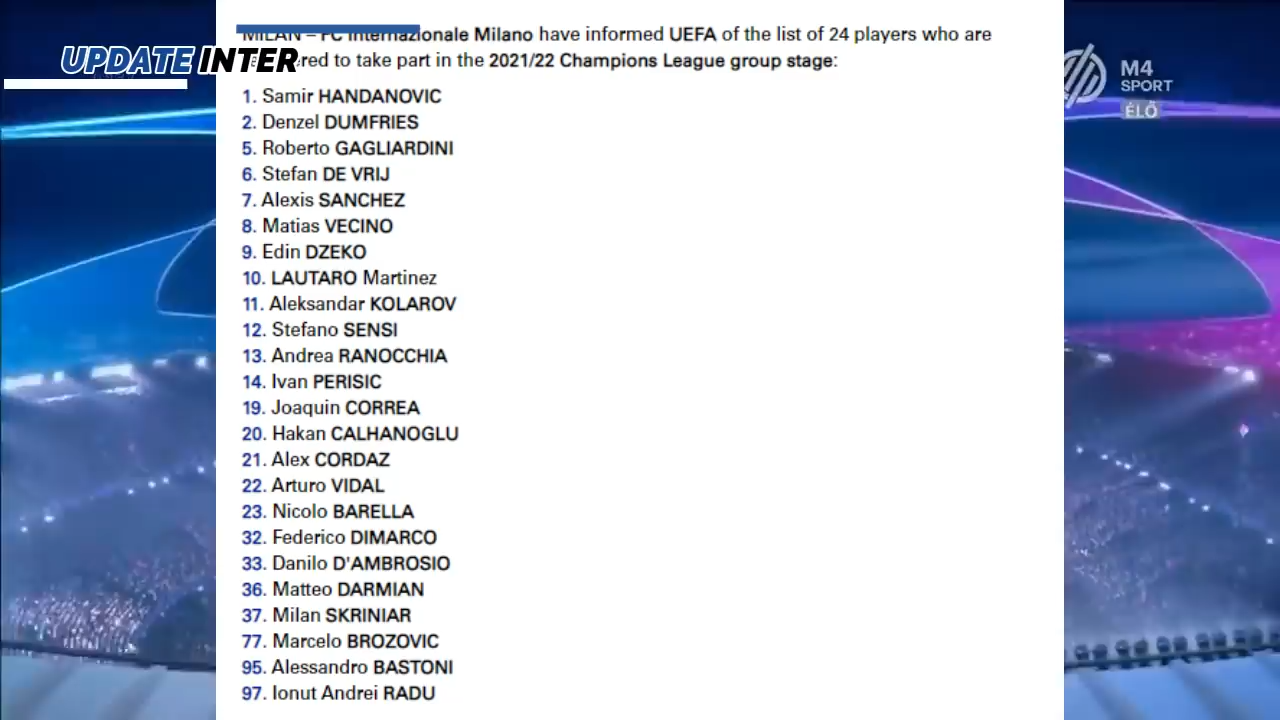 UPDATE INTER
MILAN – FC Internazionale Milano have informed UEFA of the list of 24 players who are
ered to take part in the 2021/22 Champions League group stage:
1. Samir HANDANOVIC
2. Denzel DUMFRIES
5. Roberto GAGLIARDINI
6. Stefan DE VRIJ
7. Alexis SANCHEZ
8. Matias VECINO
9. Edin DZEKO
10. LAUTARO Martinez
11. Aleksandar KOLAROV
12. Stefano SENSI
13. Andrea RANOCCHIA
14. Ivan PERISIC
19. Joaquin CORREA
20. Hakan CALHANOGLU
21. Alex CORDAZ
22. Arturo VIDAL
23. Nicolo BARELLA
32. Federico DIMARCO
33. Danilo D'AMBROSIO
36. Matteo DARMIAN
37. Milan SKRINIAR
77. Marcelo BROZOVIC
95. Alessandro BASTONI
97. Ionut Andrei RADU
M4
SPORT
ÉLŐ